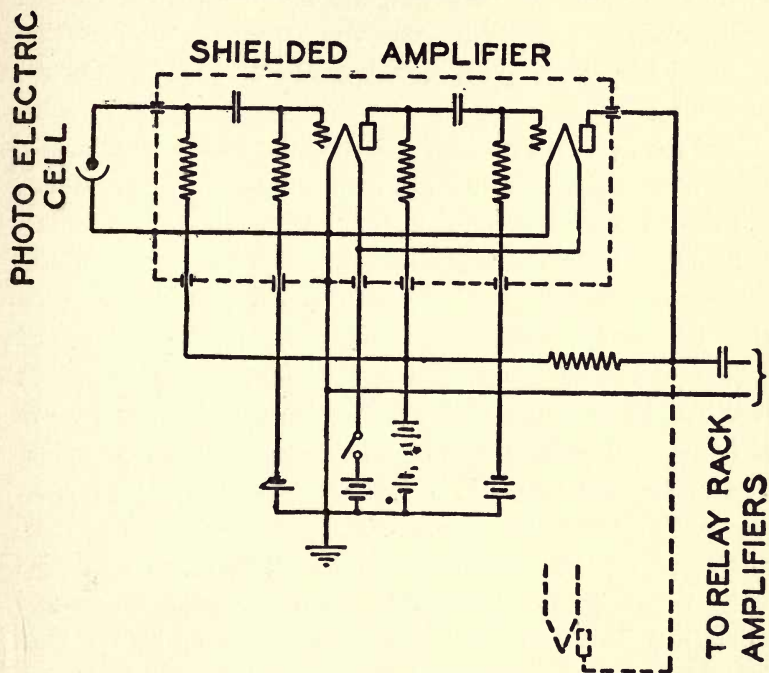 SHIELDED AMPLIFIER
PHOTO ELECTRIC
CELL
TO RELAY RACK
AMPLIFIERS